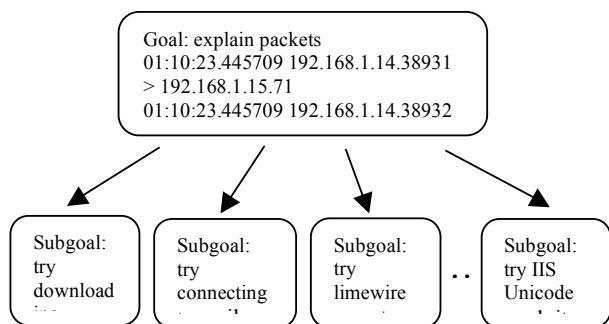 Goal: explain packets
01:10:23.445709 192.168.1.14.38931
> 192.168.1.15.71
01:10:23.445709 192.168.1.14.38932
Subgoal:
try
download
Subgoal:
try
connecting
Subgoal:
try
limewire
. .
Subgoal:
try IIS
Unicode